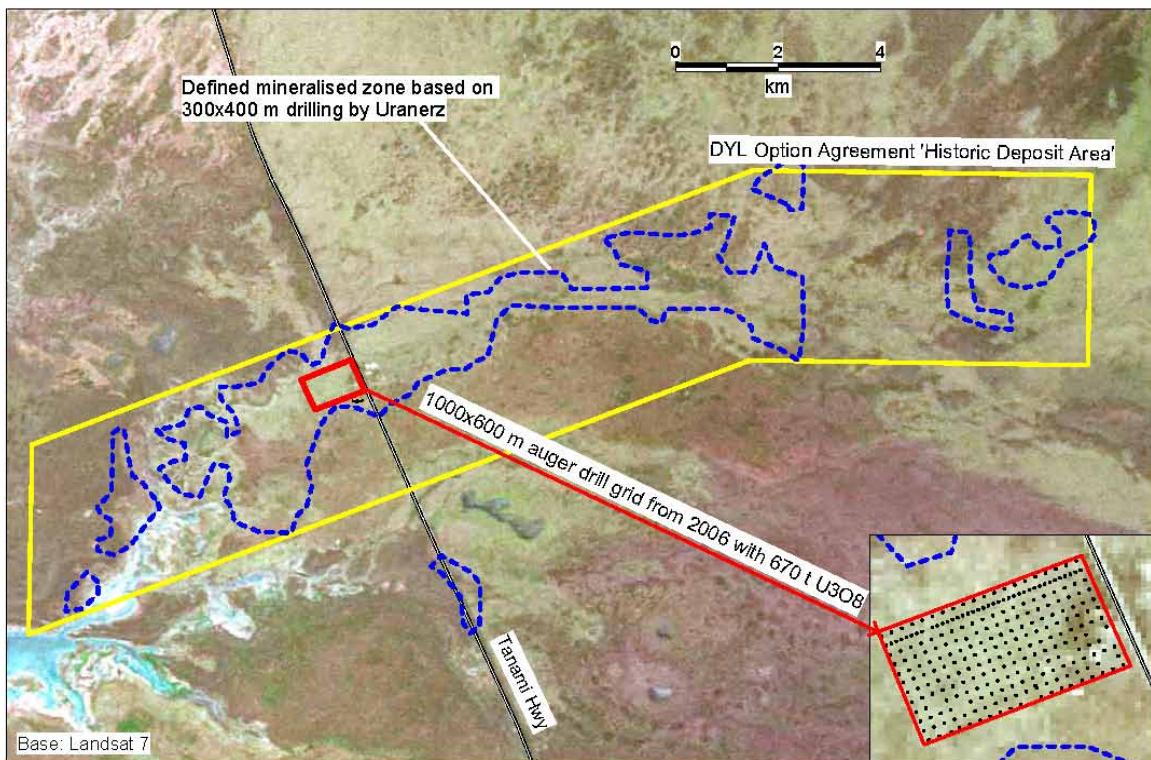 0 2 4
km
Defined mineralised zone based on
300x400 m drilling by Uranerz
DYL Option Agreement 'Historic Deposit Area'
1000x600 m auger drill grid from 2006 with 670 t U3O8
Tanami Hwy
Base: Landsat 7